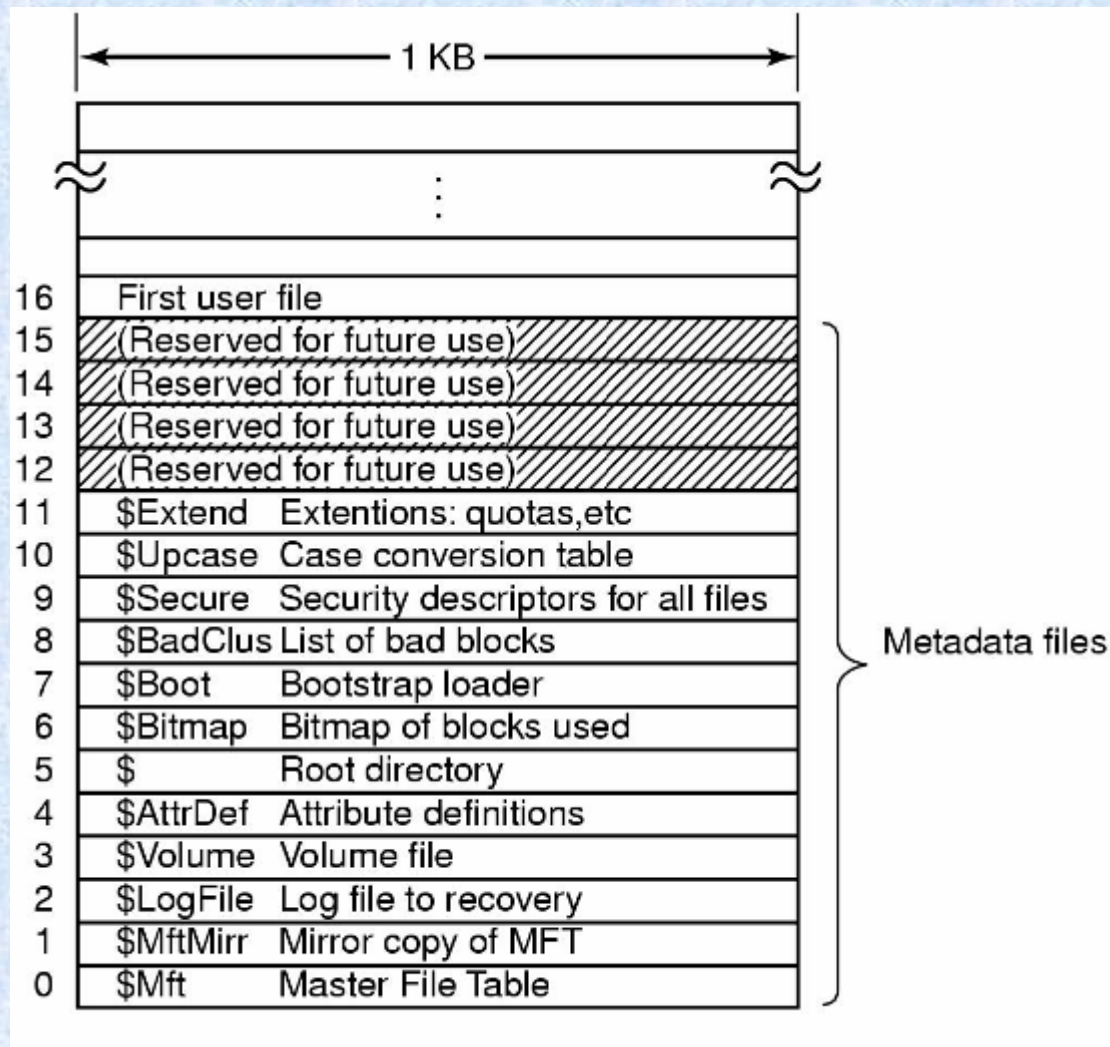 1 KB
⋮
16 First user file
15 (Reserved for future use)
14 (Reserved for future use)
13 (Reserved for future use)
12 (Reserved for future use)
11 $Extend Extentions: quotas,etc
10 $Upcase Case conversion table
9 $Secure Security descriptors for all files
8 $BadClus List of bad blocks
7 $Boot Bootstrap loader
6 $Bitmap Bitmap of blocks used
5 $ Root directory
4 $AttrDef Attribute definitions
3 $Volume Volume file
2 $LogFile Log file to recovery
1 $MftMirr Mirror copy of MFT
0 $Mft Master File Table
Metadata files